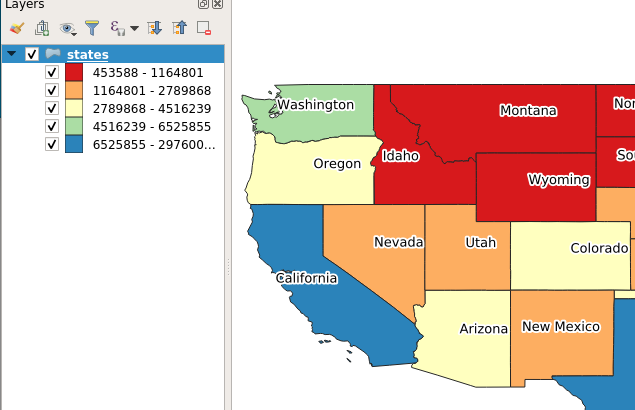 Layers
states
453588 - 1164801
1164801 - 2789868
2789868 - 4516239
4516239 - 6525855
6525855 - 297600...
Washington
Montana
Nor
Oregon
Idaho
Sou
Wyoming
Nevada
Utah
Colorado
California
Arizona
New Mexico